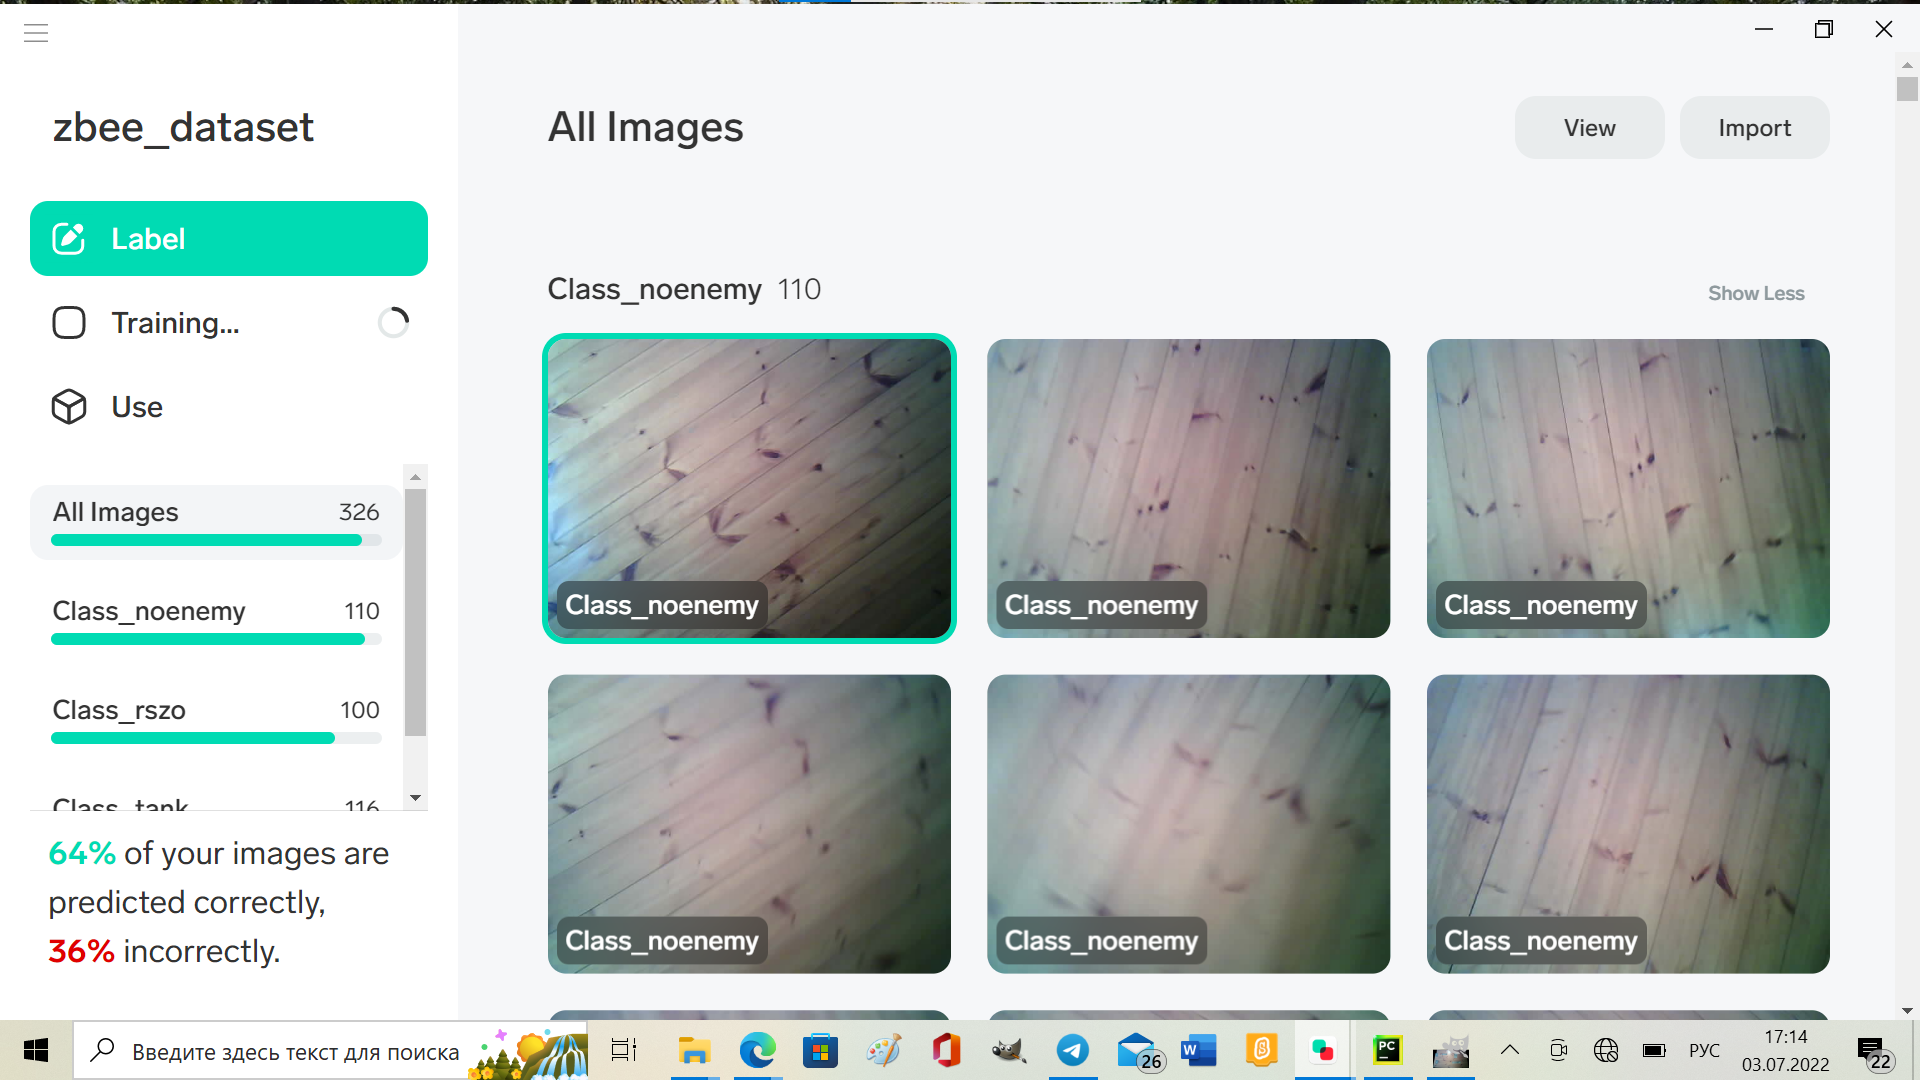 zbee_dataset
Label
Training...
Use
All Images 326
Class_noenemy 110
Class_rszo 100
Class_tank 116
64% of your images are
predicted correctly,
36% incorrectly.
All Images
View Import
Class_noenemy 110
Show Less
Class_noenemy Class_noenemy Class_noenemy
Class_noenemy Class_noenemy Class_noenemy
Введите здесь текст для поиска
W
PC
26
РУС
17:14
03.07.2022
22